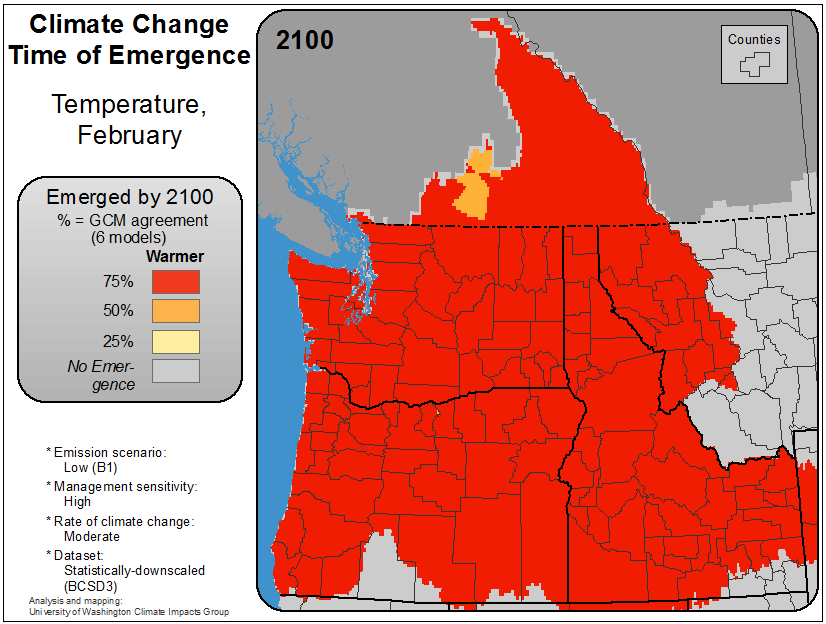 Climate Change
Time of Emergence
Temperature,
February
Emerged by 2100
% = GCM agreement
(6 models)
Warmer
75%
50%
25%
No Emer-
gence
* Emission scenario:
Low (B1)
* Management sensitivity:
High
* Rate of climate change:
Moderate
* Dataset:
Statistically-downscaled
(BCSD3)
Analysis and mapping:
University of Washington Climate Impacts Group
2100
Counties